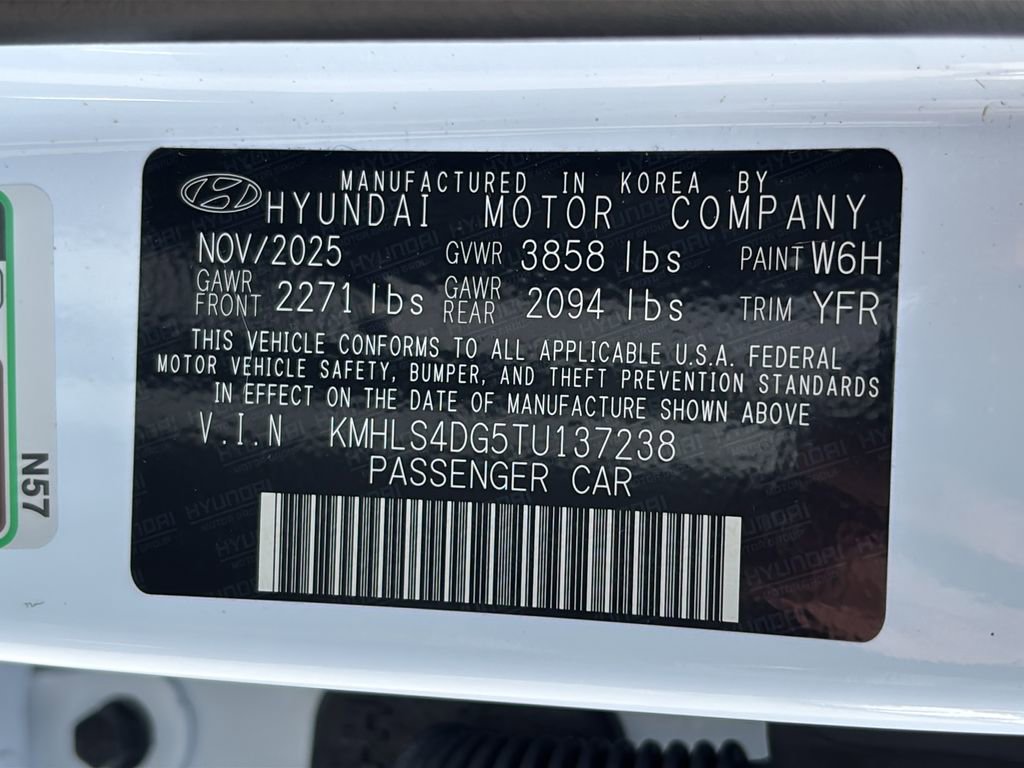 MANUFACTURED IN KOREA BY
HYUNDAI MOTOR COMPANY
NOV/2025 GVWR 3858 lbs PAINT W6H
GAWR FRONT 2271 lbs GAWR REAR 2094 lbs TRIM YFR
THIS VEHICLE CONFORMS TO ALL APPLICABLE U.S.A. FEDERAL
MOTOR VEHICLE SAFETY, BUMPER, AND THEFT PREVENTION STANDARDS
IN EFFECT ON THE DATE OF MANUFACTURE SHOWN ABOVE
V.I.N KMHLS4DG5TU137238
PASSENGER CAR
N57